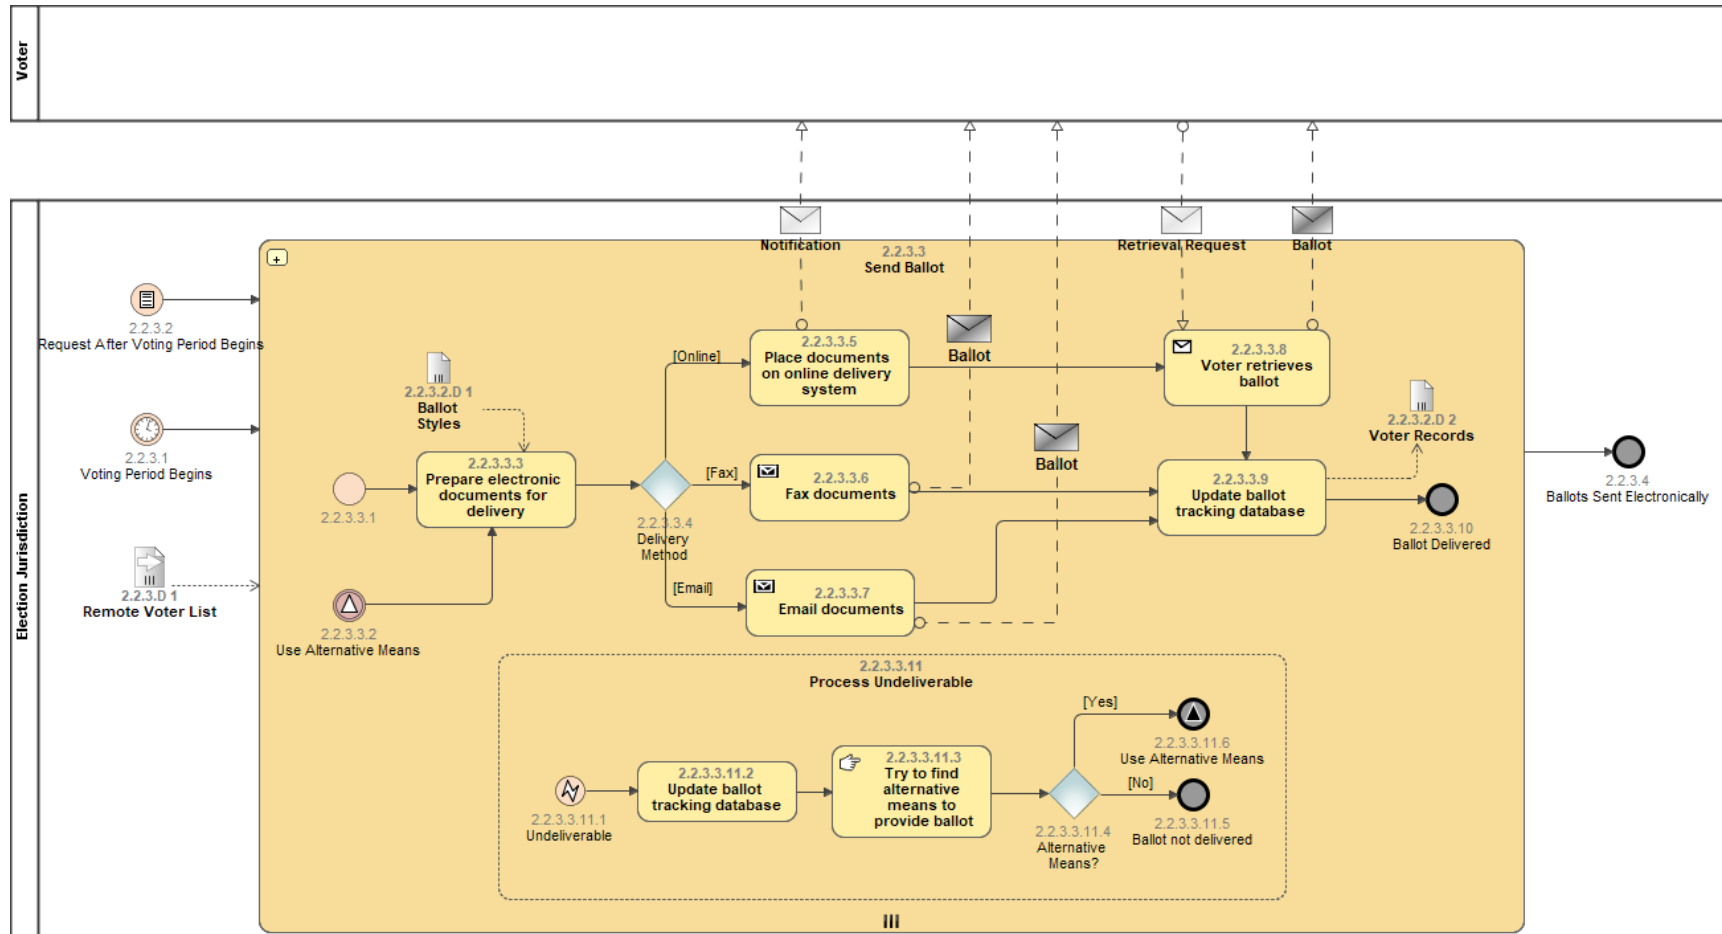 Voter
Election Jurisdiction
Notification
Retrieval Request
Ballot
2.2.3.3
Send Ballot
2.2.3.2
Request After Voting Period Begins
2.2.3.1
Voting Period Begins
2.2.3.D 1
Remote Voter List
2.2.3.2.D 1
Ballot
Styles
2.2.3.3.1
2.2.3.3.2
Use Alternative Means
2.2.3.3.3
Prepare electronic
documents for
delivery
2.2.3.3.4
Delivery
Method
[Online]
[Fax]
[Email]
2.2.3.3.5
Place documents
on online delivery
system
2.2.3.3.6
Fax documents
2.2.3.3.7
Email documents
Ballot
Ballot
2.2.3.3.8
Voter retrieves
ballot
2.2.3.2.D 2
Voter Records
2.2.3.3.9
Update ballot
tracking database
2.2.3.3.10
Ballot Delivered
2.2.3.4
Ballots Sent Electronically
2.2.3.3.11
Process Undeliverable
2.2.3.3.11.1
Undeliverable
2.2.3.3.11.2
Update ballot
tracking database
2.2.3.3.11.3
Try to find
alternative
means to
provide ballot
2.2.3.3.11.4
Alternative
Means?
[Yes]
2.2.3.3.11.6
Use Alternative Means
[No]
2.2.3.3.11.5
Ballot not delivered